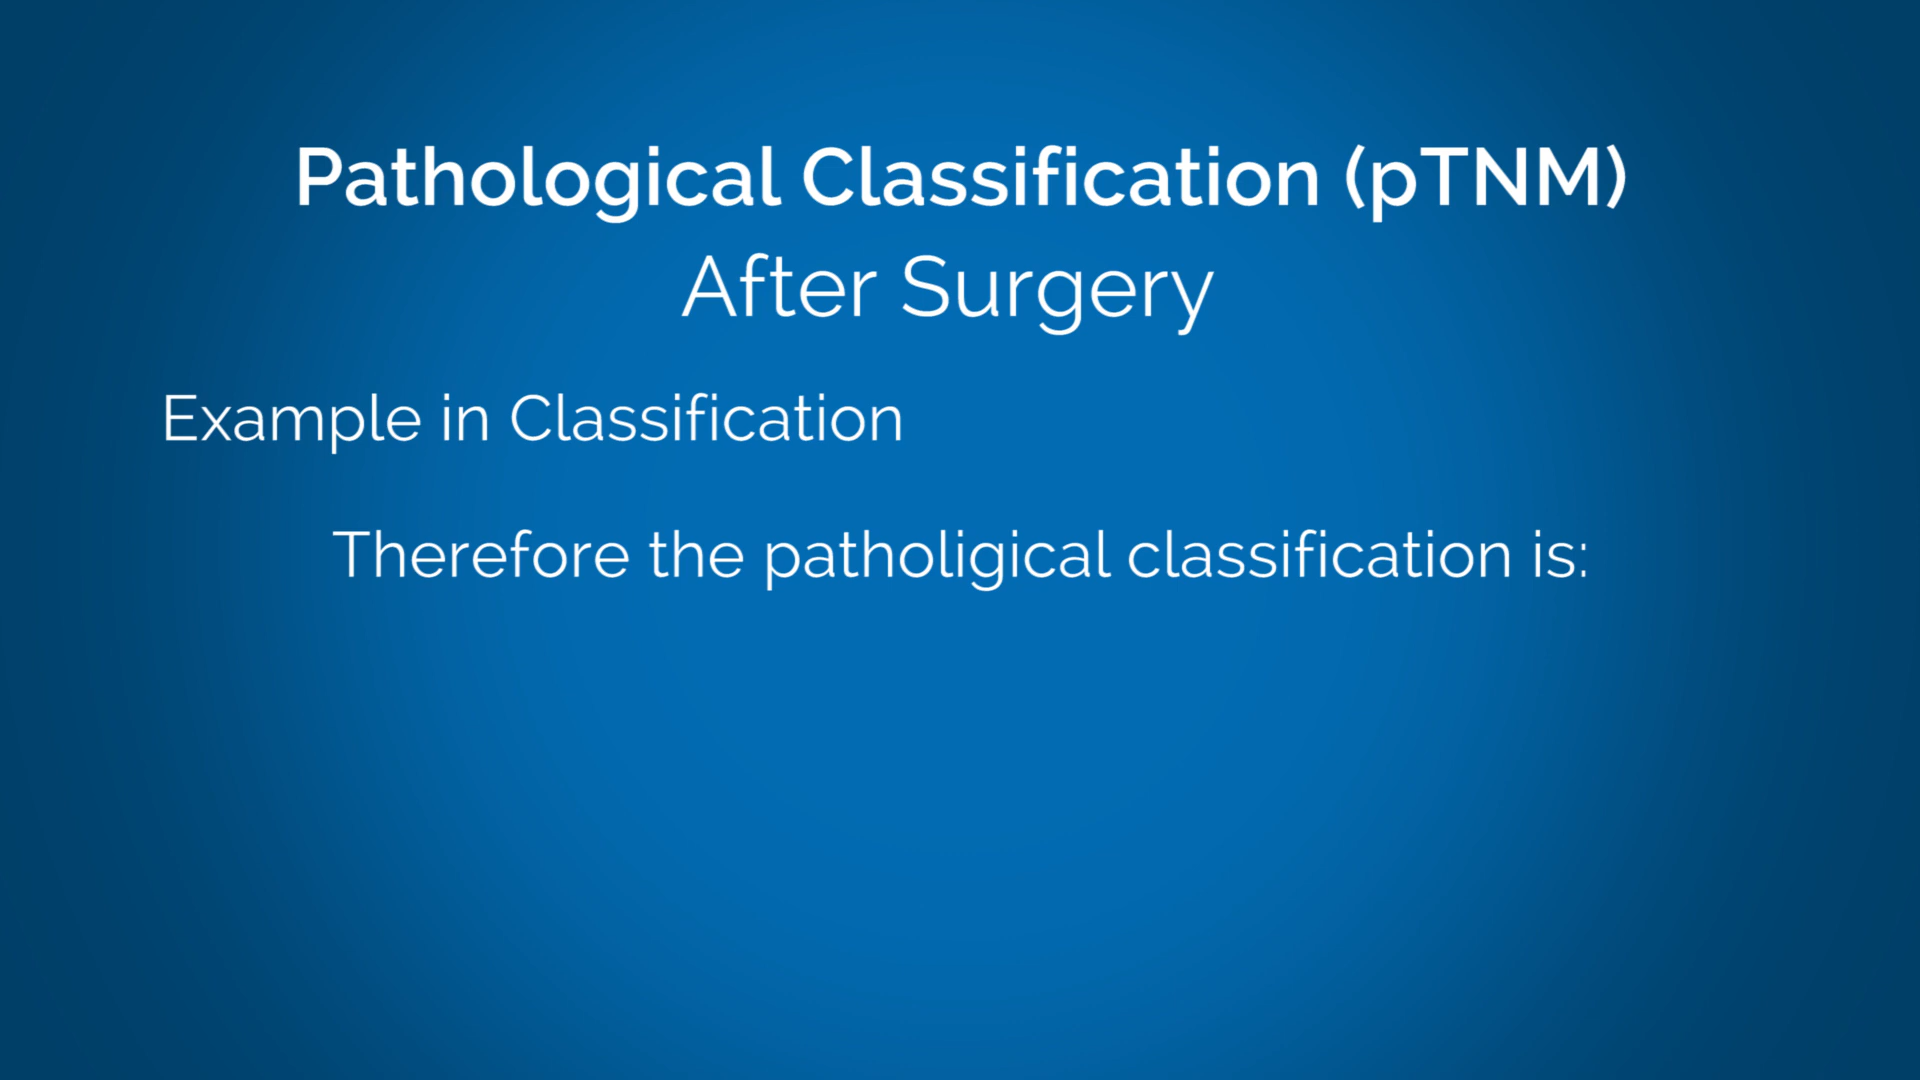 Pathological Classification (pTNM)
After Surgery
Example in Classification
Therefore the patholigical classification is: